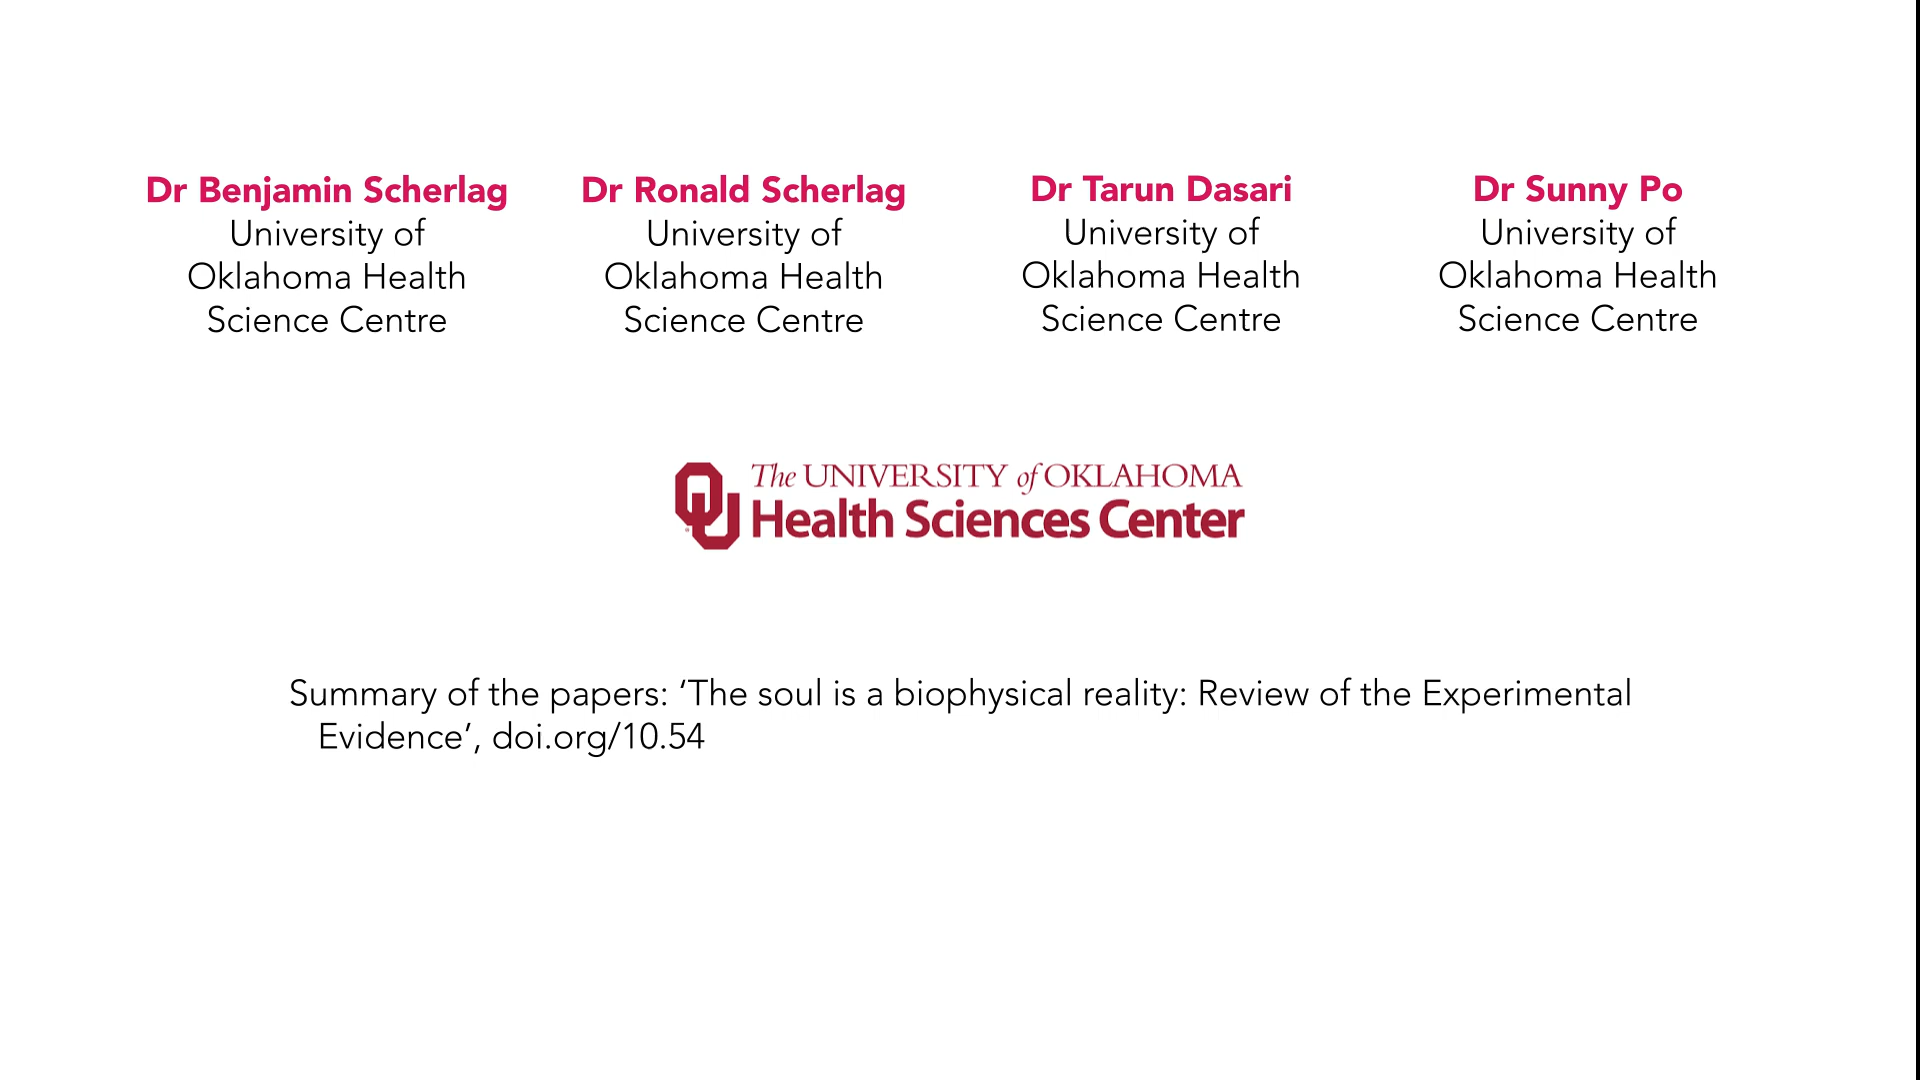 Dr Benjamin Scherlag
University of
Oklahoma Health
Science Centre
Dr Ronald Scherlag
University of
Oklahoma Health
Science Centre
Dr Tarun Dasari
University of
Oklahoma Health
Science Centre
Dr Sunny Po
University of
Oklahoma Health
Science Centre
The UNIVERSITY of OKLAHOMA
Health Sciences Center
Summary of the papers: ‘The soul is a biophysical reality: Review of the Experimental
Evidence’, doi.org/10.54